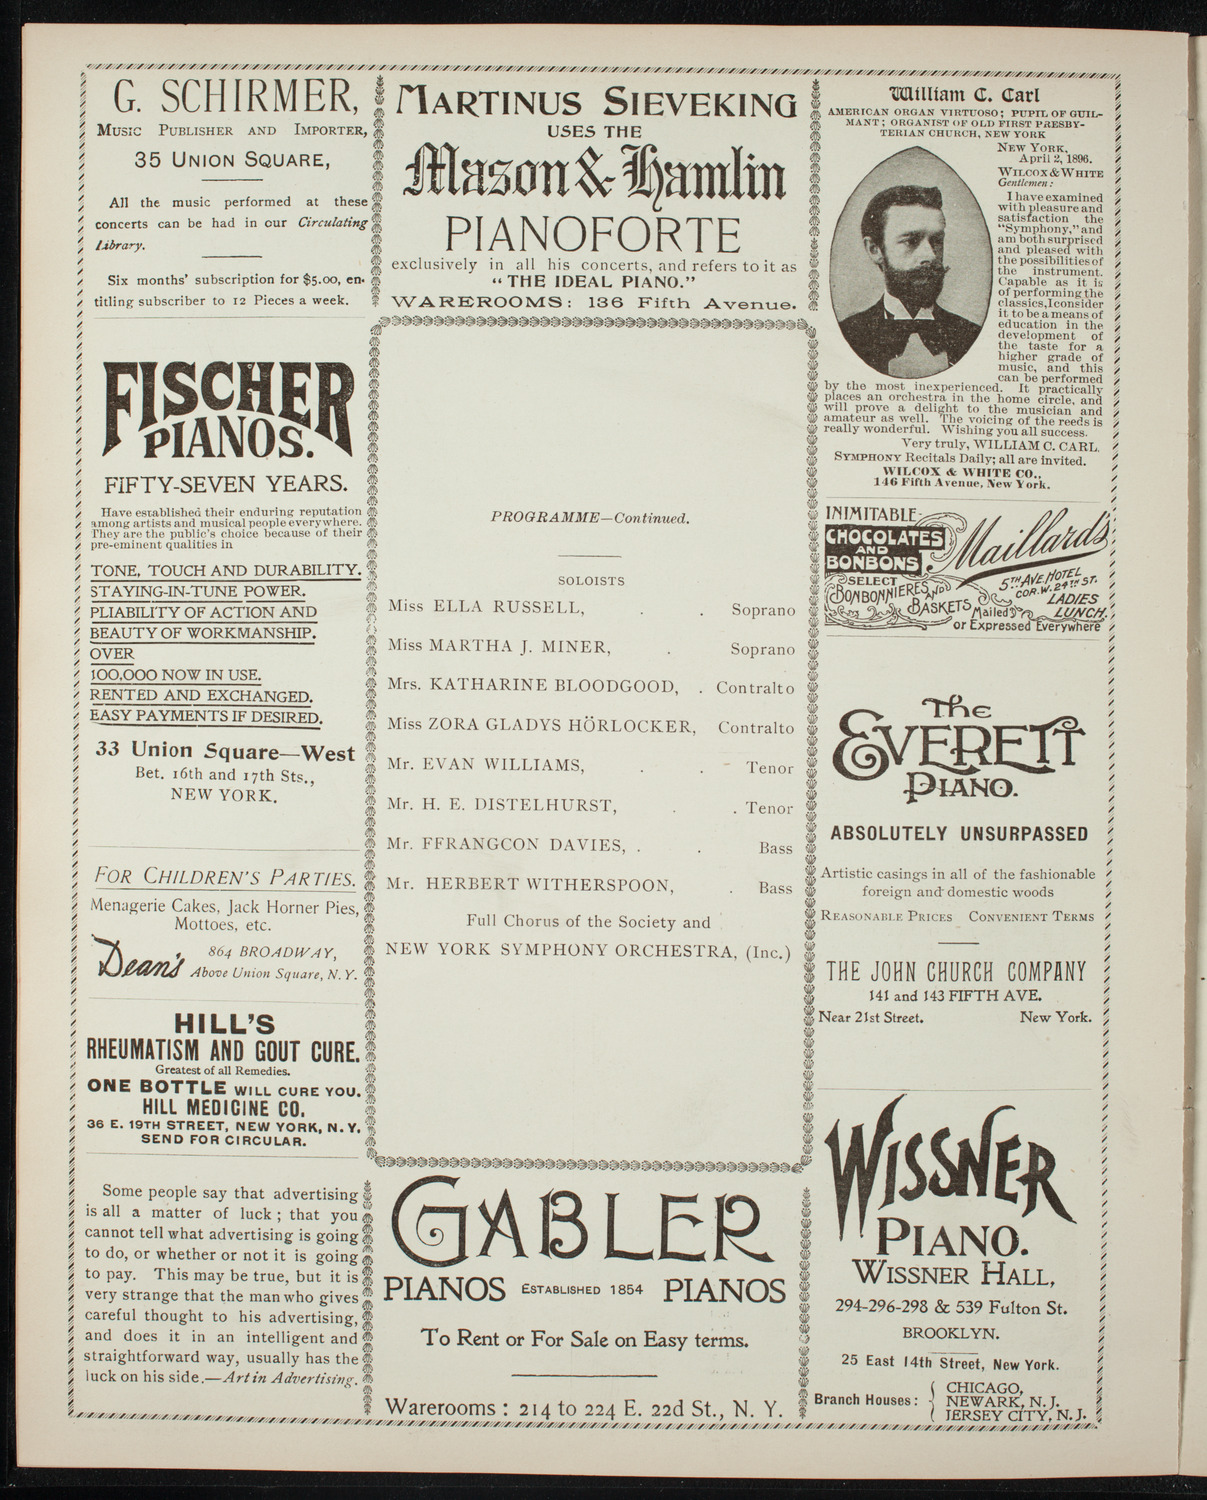 G. SCHIRMER,
MUSIC PUBLISHER AND IMPORTER,
35 UNION SQUARE,
All the music performed at these
concerts can be had in our Circulating
Library.
Six months' subscription for $5.00, en-
titling subscriber to 12 Pieces a week.
FISCHER
PIANOS.
FIFTY-SEVEN YEARS.
Have established their enduring reputation
among artists and musical people everywhere.
They are the public's choice because of their
pre-eminent qualities in
TONE, TOUCH AND DURABILITY.
STAYING-IN-TUNE POWER.
PLIABILITY OF ACTION AND
BEAUTY OF WORKMANSHIP.
OVER
100,000 NOW IN USE.
RENTED AND EXCHANGED.
EASY PAYMENTS IF DESIRED.
33 Union Square—West
Bet. 16th and 17th Sts.,
NEW YORK.
FOR CHILDREN'S PARTIES.
Menagerie Cakes, Jack Horner Pies,
Mottoes, etc.
Dean's
864 BROADWAY,
Above Union Square, N. Y.
HILL'S
RHEUMATISM AND GOUT CURE.
Greatest of all Remedies.
ONE BOTTLE WILL CURE YOU.
HILL MEDICINE CO.
36 E. 19TH STREET, NEW YORK, N. Y.
SEND FOR CIRCULAR.
Some people say that advertising
is all a matter of luck; that you
cannot tell what advertising is going
to do, or whether or not it is going
to pay. This may be true, but it is
very strange that the man who gives
careful thought to his advertising,
and does it in an intelligent and
straightforward way, usually has the
luck on his side.—Art in Advertising.
MARTINUS SIEVEKING
USES THE
Mason & Hamlin
PIANOFORTE
exclusively in all his concerts, and refers to it as
"THE IDEAL PIANO."
WAREROOMS: 136 Fifth Avenue.
PROGRAMME—Continued.
SOLOISTS
Miss ELLA RUSSELL, . . Soprano
Miss MARTHA J. MINER, . Soprano
Mrs. KATHARINE BLOODGOOD, . Contralto
Miss ZORA GLADYS HÖRLOCKER, Contralto
Mr. EVAN WILLIAMS, . . Tenor
Mr. H. E. DISTELHURST, . . Tenor
Mr. FFRANGCON DAVIES, . . Bass
Mr. HERBERT WITHERSPOON, . Bass
Full Chorus of the Society and
NEW YORK SYMPHONY ORCHESTRA, (Inc.)
GABLER
PIANOS ESTABLISHED 1854 PIANOS
To Rent or For Sale on Easy terms.
Warerooms: 214 to 224 E. 22d St., N. Y.
William C. Carl
AMERICAN ORGAN VIRTUOSO; PUPIL OF GUIL-
MANT; ORGANIST OF OLD FIRST PRESBY-
TERIAN CHURCH, NEW YORK
NEW YORK,
April 2, 1896.
WILCOX & WHITE
Gentlemen:
I have examined
with pleasure and
satisfaction the
"Symphony," and
am both surprised
and pleased with
the possibilities of
the instrument.
Capable as it is
of performing the
classics, I consider
it to be a means of
education in the
development of
the taste for a
higher grade of
music, and this
can be performed
by the most inexperienced. It practically
places an orchestra in the home circle, and
will prove a delight to the musician and
amateur as well. The voicing of the reeds is
really wonderful. Wishing you all success.
Very truly, WILLIAM C. CARL.
SYMPHONY Recitals Daily; all are invited.
WILCOX & WHITE CO.,
146 Fifth Avenue, New York.
INIMITABLE
CHOCOLATES
AND
BONBONS
Maillard's
SELECT
BONBONNIERES AND
BASKETS
5TH AVE. HOTEL
COR. W. 24TH ST.
LADIES
LUNCH.
Mailed
or Expressed Everywhere
The
EVERETT
PIANO.
ABSOLUTELY UNSURPASSED
Artistic casings in all of the fashionable
foreign and domestic woods
REASONABLE PRICES CONVENIENT TERMS
THE JOHN CHURCH COMPANY
141 and 143 FIFTH AVE.
Near 21st Street. New York.
WISSNER
PIANO.
WISSNER HALL,
294-296-298 & 539 Fulton St.
BROOKLYN.
25 East 14th Street, New York.
Branch Houses: { CHICAGO,
NEWARK, N. J.
JERSEY CITY, N. J.